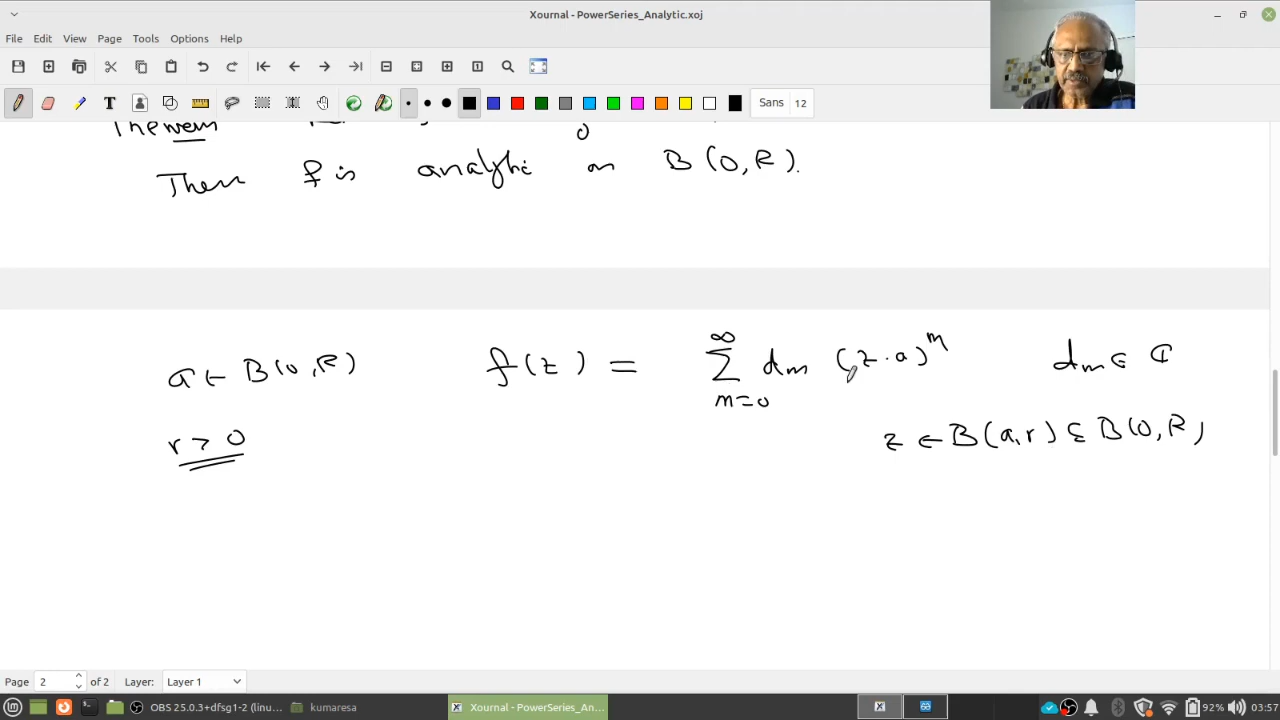 Xournal - PowerSeries_Analytic.xoj
File Edit View Page Tools Options Help
Sans 12
Theorem
Then f is analytic on B(0,R).
a ∈ B(0,R) f(z) = ∑_{m=0}^{∞} d_m (z-a)^m d_m ∈ ℂ
r > 0 z ∈ B(a,r) ⊆ B(0,R)
Page 2 of 2 Layer: Layer 1
OBS 25.0.3+dfsg1-2 (linu... kumaresa Xournal - PowerSeries_An... 92% 03:57